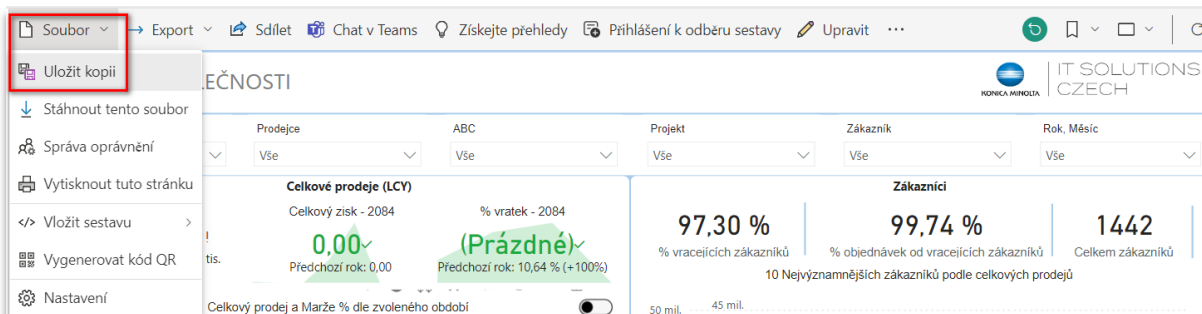 Soubor Export Sdílet Chat v Teams Získejte přehledy Přihlášení k odběru sestavy Upravit ...
Uložit kopii
Stáhnout tento soubor
Správa oprávnění
Vytisknout tuto stránku
Vložit sestavu
Vygenerovat kód QR
Nastavení
LEČNOSTI
KONICA MINOLTA
IT SOLUTIONS
CZECH
Prodejce ABC Projekt Zákazník Rok, Měsíc
Vše Vše Vše Vše Vše
Celkové prodeje (LCY)
Celkový zisk - 2084 % vratek - 2084
!
tis.
0,00 (Prázdné)
Předchozí rok: 0,00 Předchozí rok: 10,64 % (+100%)
Celkový prodej a Marže % dle zvoleného období
Zákazníci
97,30 % 99,74 % 1442
% vracejících zákazníků % objednávek od vracejících zákazníků Celkem zákazníků
10 Nejvýznamnějších zákazníků podle celkových prodejů
50 mil. 45 mil.